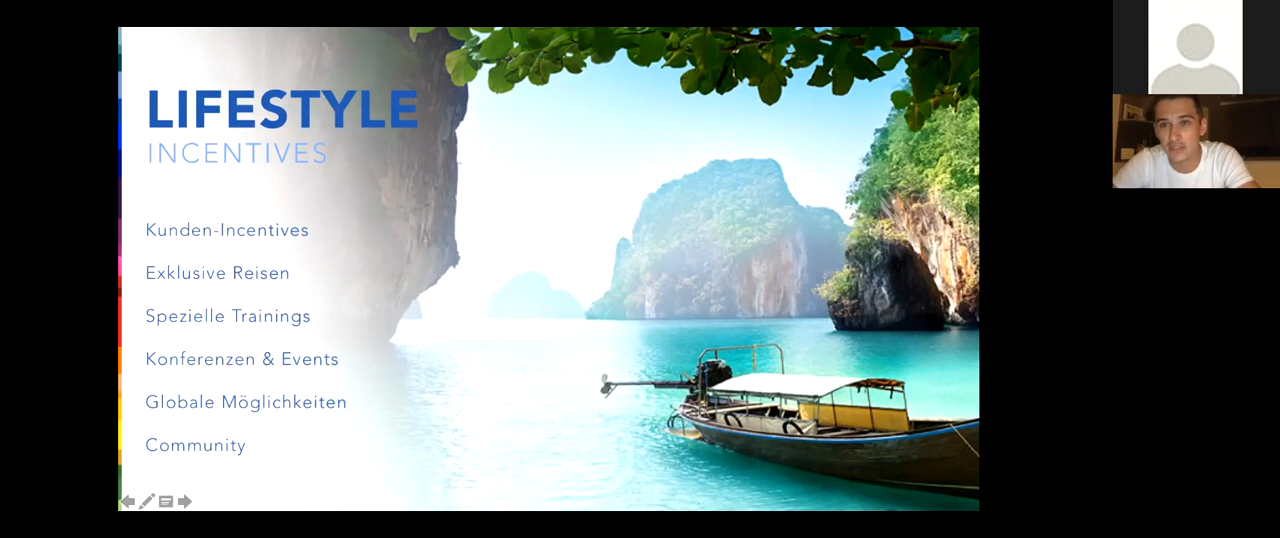 LIFESTYLE
INCENTIVES
Kunden-Incentives
Exklusive Reisen
Spezielle Trainings
Konferenzen & Events
Globale Möglichkeiten
Community